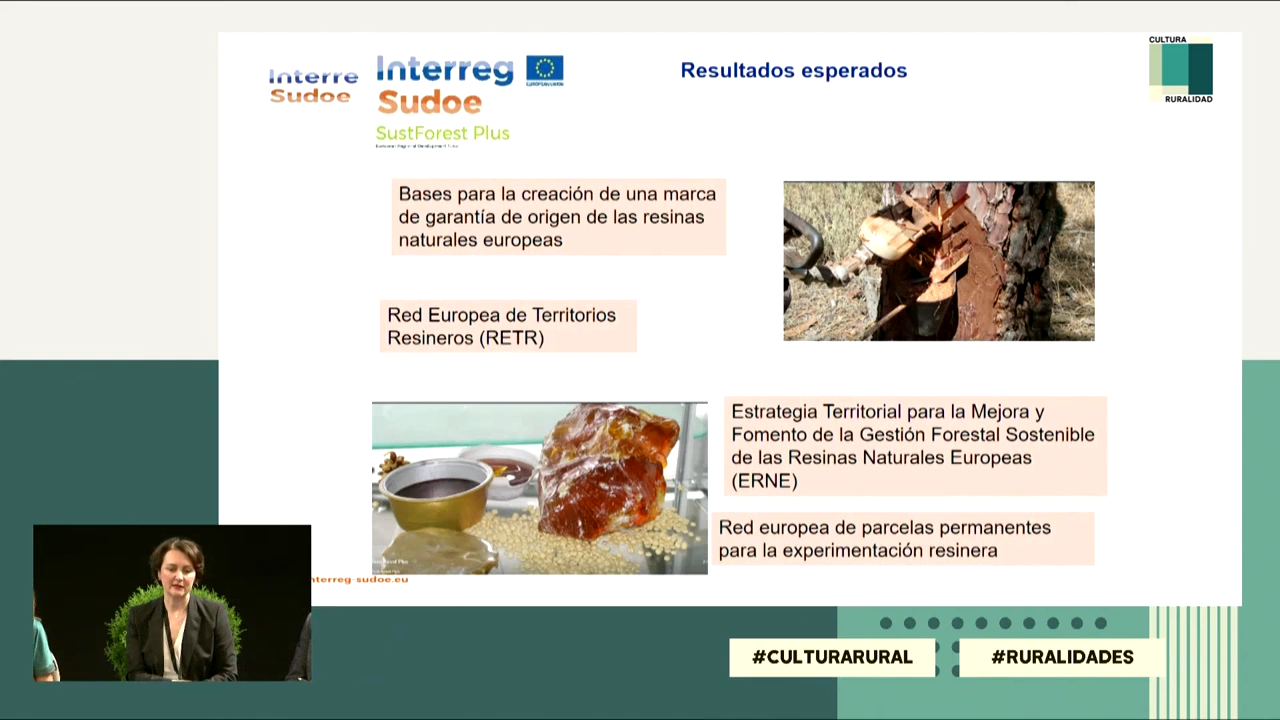 Interre
Sudoe
Interreg
Sudoe
SustForest Plus
Resultados esperados
CULTURA
RURALIDAD
Bases para la creación de una marca
de garantía de origen de las resinas
naturales europeas
Red Europea de Territorios
Resineros (RETR)
Estrategia Territorial para la Mejora y
Fomento de la Gestión Forestal Sostenible
de las Resinas Naturales Europeas
(ERNE)
Red europea de parcelas permanentes
para la experimentación resinera
nterreg-sudoe.eu
#CULTURARURAL
#RURALIDADES